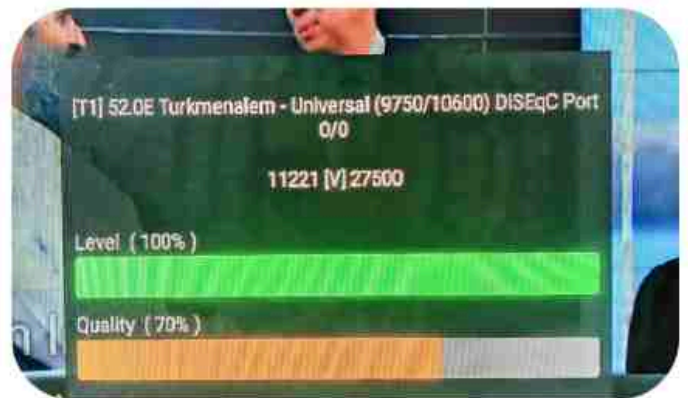 [T1] 52.0E Turkmenalem - Universal (9750/10600) DISEqC Port
0/0
11221 [V] 27500
Level ( 100% )
Quality ( 70% )